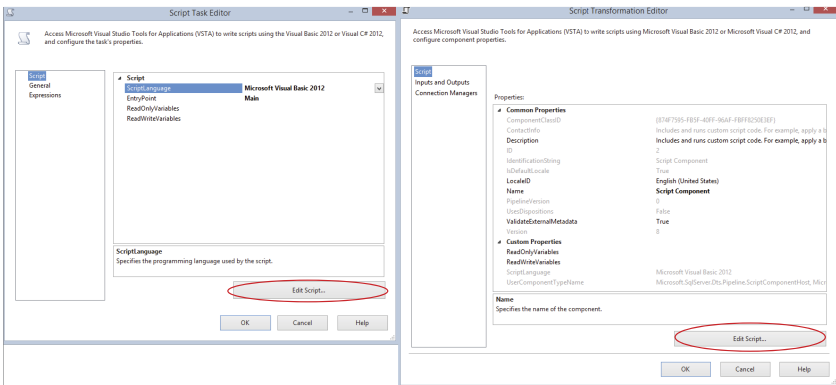 Script Task Editor
Access Microsoft Visual Studio Tools for Applications (VSTA) to write scripts using the Visual Basic 2012 or Visual C# 2012,
and configure the task's properties.
Script
General
Expressions
Script
ScriptLanguage Microsoft Visual Basic 2012
EntryPoint Main
ReadOnlyVariables
ReadWriteVariables
ScriptLanguage
Specifies the programming language used by the script.
Edit Script...
OK Cancel Help
Script Transformation Editor
Access Microsoft Visual Studio Tools for Applications (VSTA) to write scripts using Microsoft Visual Basic 2012 or Microsoft Visual C# 2012, and
configure component properties.
Script
Inputs and Outputs
Connection Managers
Properties:
Common Properties
ComponentClassID
ContactInfo Includes and runs custom script code. For example, apply a b
Description Includes and runs custom script code. For example, apply a b
ID 2
IdentificationString Script Component
IsDefaultLocale True
LocaleID English (United States)
Name Script Component
PipelineVersion 0
UsesDispositions False
ValidateExternalMetadata True
Version 8
Custom Properties
ReadOnlyVariables
ReadWriteVariables
ScriptLanguage Microsoft Visual Basic 2012
UserComponentTypeName Microsoft.SqlServer.Dts.Pipeline.ScriptComponentHost, Micr
Name
Specifies the name of the component.
Edit Script...
OK Cancel Help